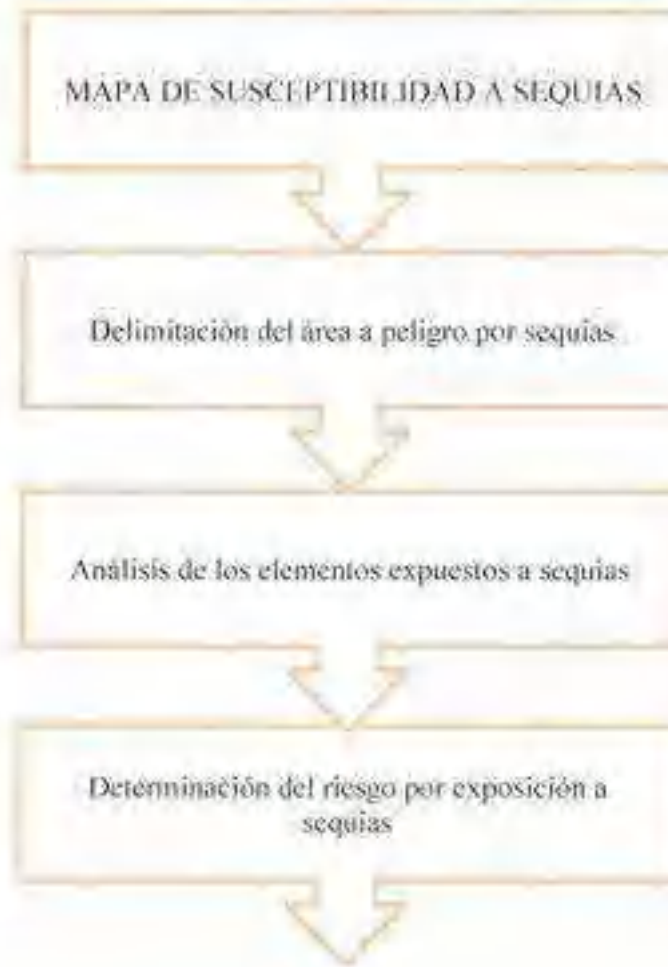 MAPA DE SUSCEPTIBILIDAD A SEQUIAS
Delimitación del área a peligro por sequias
Análisis de los elementos expuestos a sequias
Determinación del riesgo por exposición a
sequias